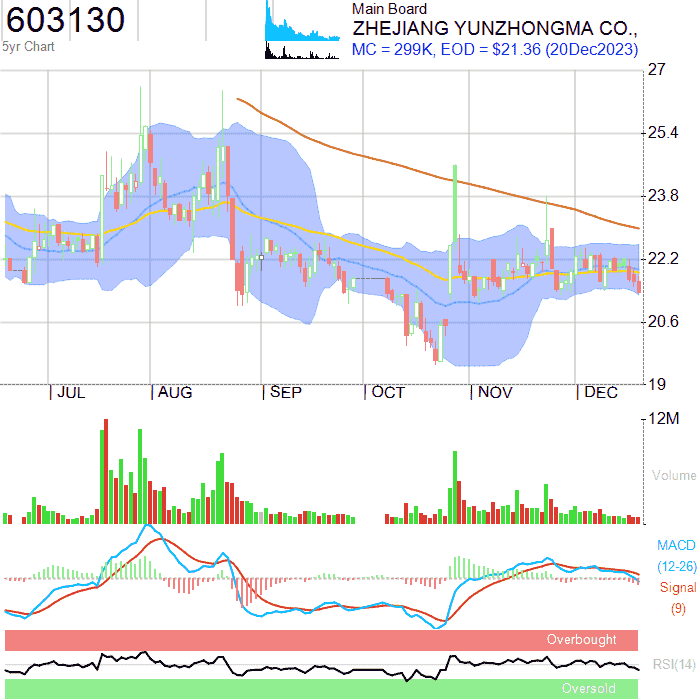 603130
5yr Chart
Main Board
ZHEJIANG YUNZHONGMA CO.,
MC = 299K, EOD = $21.36 (20Dec2023)
27
25.4
23.8
22.2
20.6
19
JUL AUG SEP OCT NOV DEC
12M
Volume
MACD
(12-26)
Signal
(9)
Overbought
RSI(14)
Oversold